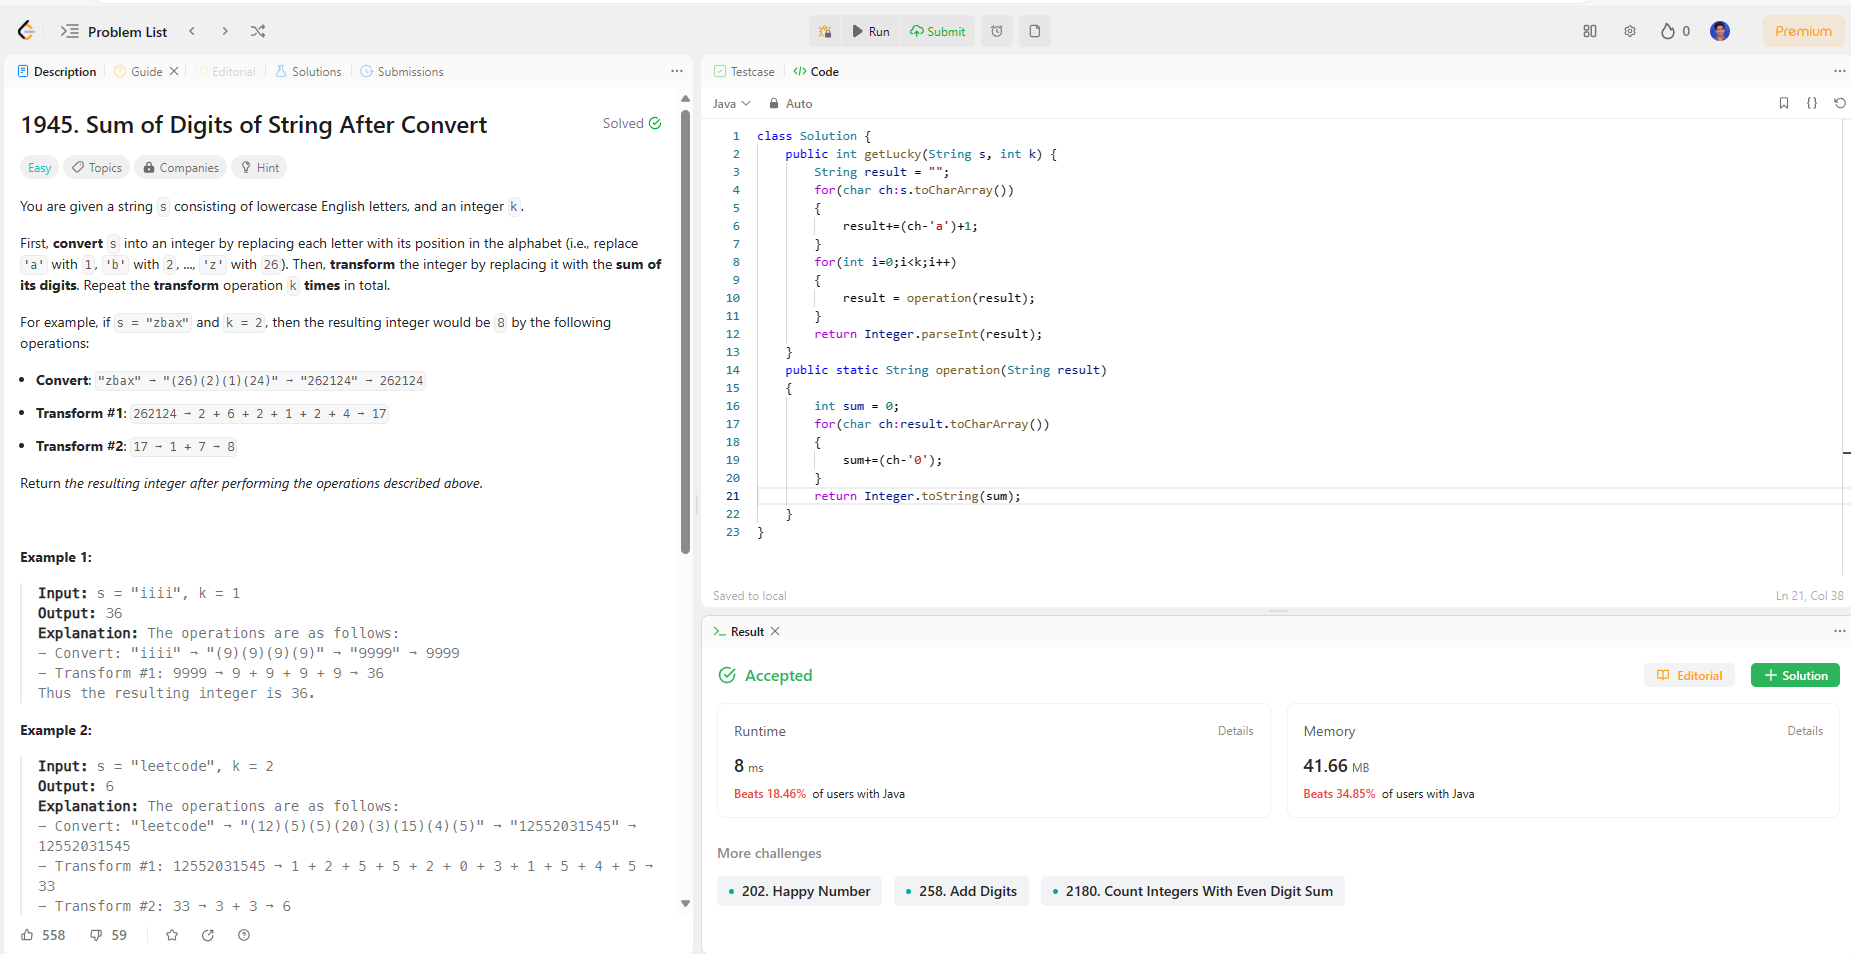 Problem List
Run
Submit
0
Premium
Description
Guide
Editorial
Solutions
Submissions
1945. Sum of Digits of String After Convert
Solved
Easy
Topics
Companies
Hint
You are given a string s consisting of lowercase English letters, and an integer k.
First, convert s into an integer by replacing each letter with its position in the alphabet (i.e., replace
'a' with 1, 'b' with 2, ..., 'z' with 26). Then, transform the integer by replacing it with the sum of
its digits. Repeat the transform operation k times in total.
For example, if s = "zbax" and k = 2, then the resulting integer would be 8 by the following
operations:
• Convert: "zbax" → "(26)(2)(1)(24)" → "262124" → 262124
• Transform #1: 262124 → 2 + 6 + 2 + 1 + 2 + 4 → 17
• Transform #2: 17 → 1 + 7 → 8
Return the resulting integer after performing the operations described above.
Example 1:
Input: s = "iiii", k = 1
Output: 36
Explanation: The operations are as follows:
- Convert: "iiii" → "(9)(9)(9)(9)" → "9999" → 9999
- Transform #1: 9999 → 9 + 9 + 9 + 9 → 36
Thus the resulting integer is 36.
Example 2:
Input: s = "leetcode", k = 2
Output: 6
Explanation: The operations are as follows:
- Convert: "leetcode" → "(12)(5)(5)(20)(3)(15)(4)(5)" → "12552031545" →
12552031545
- Transform #1: 12552031545 → 1 + 2 + 5 + 5 + 2 + 0 + 3 + 1 + 5 + 4 + 5 →
33
- Transform #2: 33 → 3 + 3 → 6
558
59
Testcase
</> Code
Java
Auto
{}
1 class Solution {
2     public int getLucky(String s, int k) {
3         String result = "";
4         for(char ch:s.toCharArray())
5         {
6             result+=(ch-'a')+1;
7         }
8         for(int i=0;i<k;i++)
9         {
10             result = operation(result);
11         }
12         return Integer.parseInt(result);
13     }
14     public static String operation(String result)
15     {
16         int sum = 0;
17         for(char ch:result.toCharArray())
18         {
19             sum+=(ch-'0');
20         }
21         return Integer.toString(sum);
22     }
23 }
Saved to local
Ln 21, Col 38
>_ Result
Accepted
Editorial
+ Solution
Runtime
Details
8 ms
Beats 18.46% of users with Java
Memory
Details
41.66 MB
Beats 34.85% of users with Java
More challenges
• 202. Happy Number
• 258. Add Digits
• 2180. Count Integers With Even Digit Sum